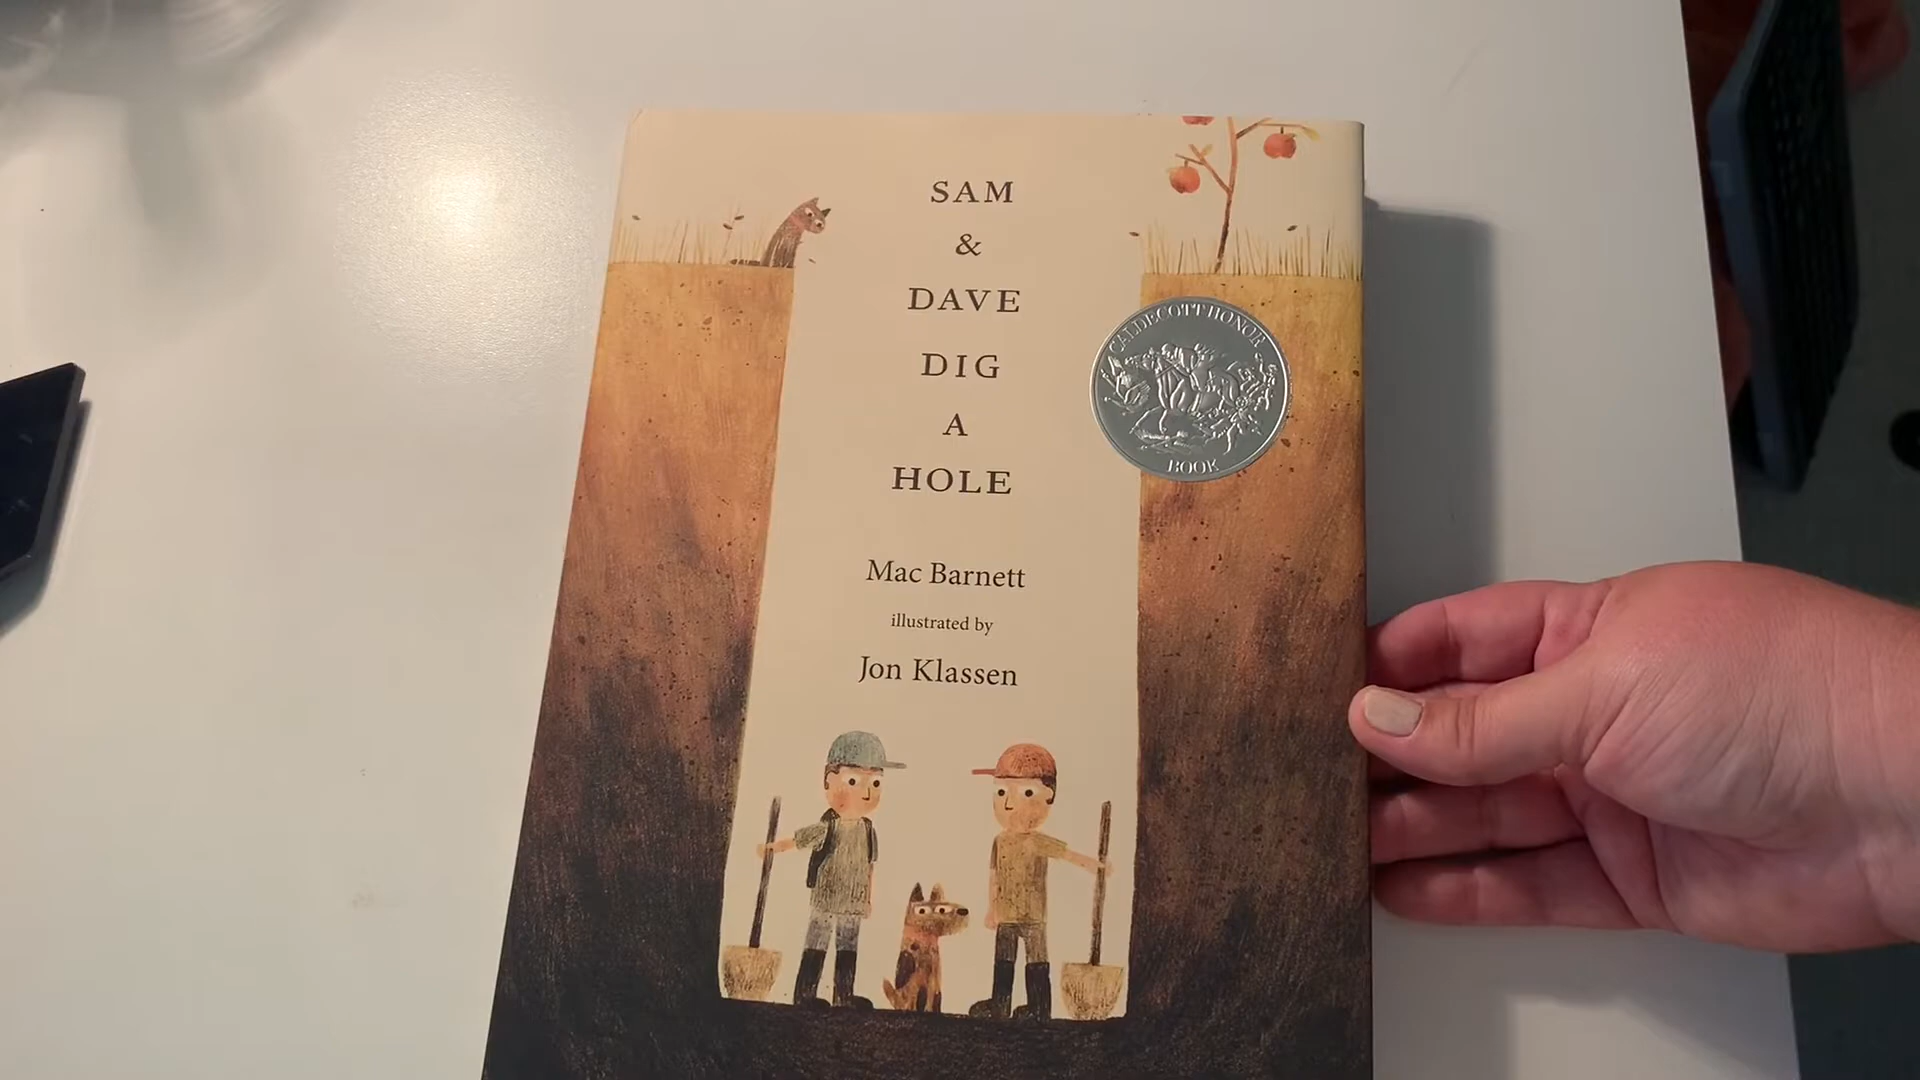 SAM
&
DAVE
DIG
A
HOLE
CALDECOTT HONOR
BOOK
Mac Barnett
illustrated by
Jon Klassen